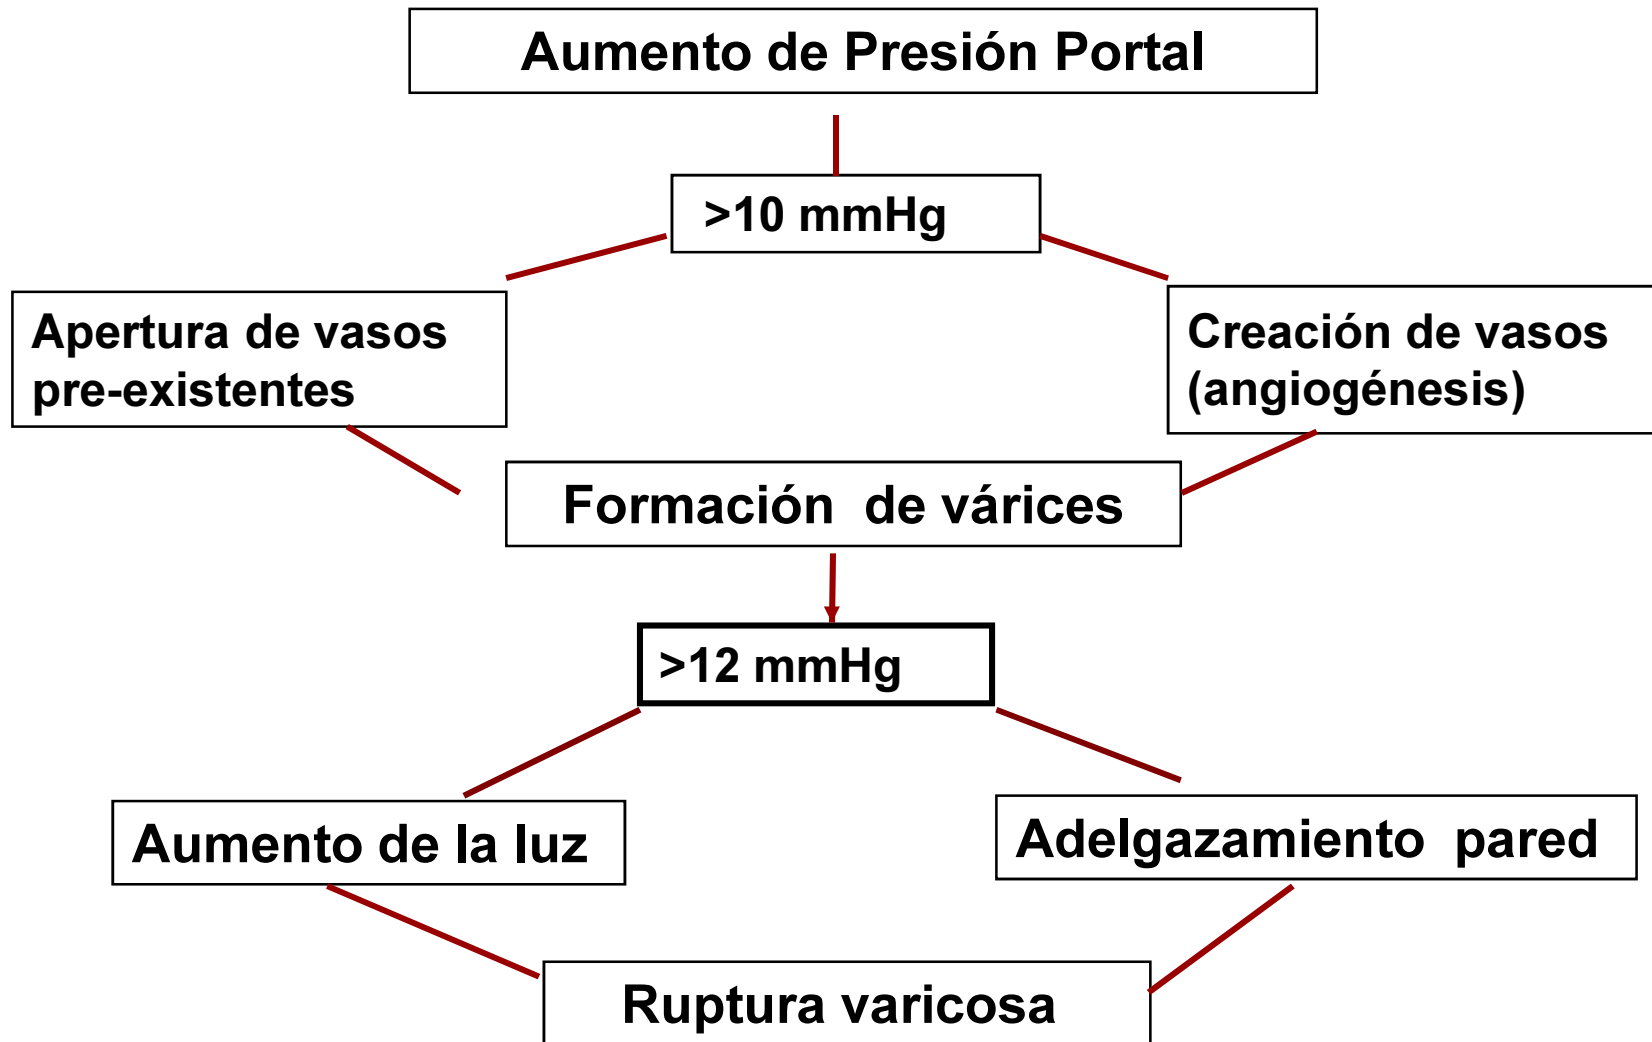 Aumento de Presión Portal
>10 mmHg
Apertura de vasos
pre-existentes
Creación de vasos
(angiogénesis)
Formación de várices
>12 mmHg
Aumento de la luz
Adelgazamiento pared
Ruptura varicosa